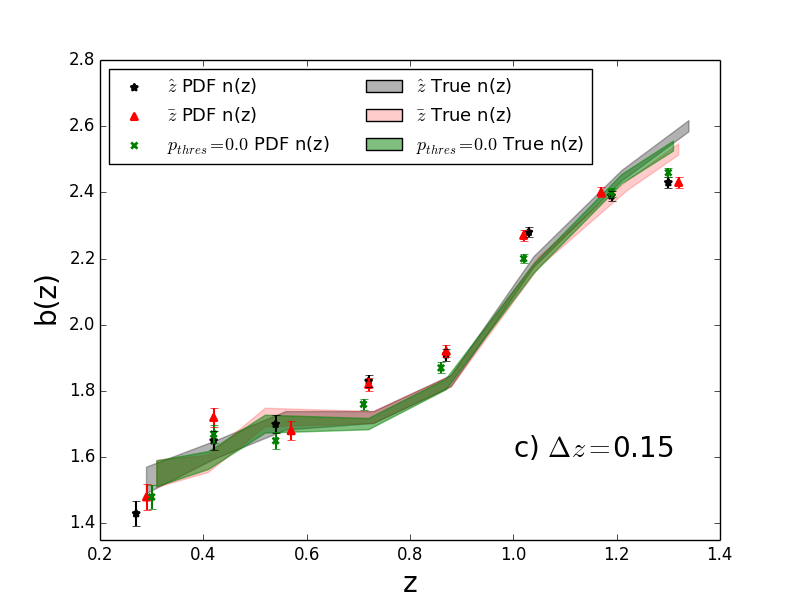 2.8
2.6
2.4
2.2
2.0
1.8
1.6
1.4
b(z)
ẑ PDF n(z)
z̄ PDF n(z)
p_thres=0.0 PDF n(z)
ẑ True n(z)
z̄ True n(z)
p_thres=0.0 True n(z)
c) Δz=0.15
0.2 0.4 0.6 0.8 1.0 1.2 1.4
z